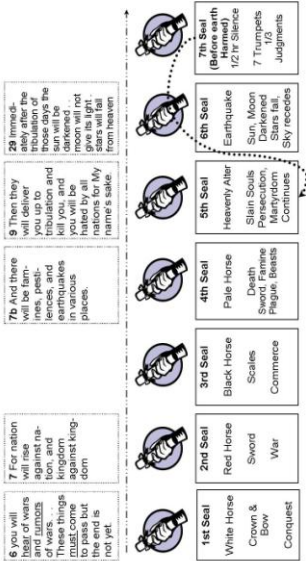 6 you will
hear of wars
and rumors
of wars. . .
These things
must come
to pass but
the end is
not yet.
7 For nation
will rise
against na-
tion, and
kingdom
against king-
dom
7b And there
will be fam-
ines, pesti-
lences, and
earthquakes
in various
places.
9 Then they
will deliver
you up to
tribulation and
kill you, and
you will be
hated by all
nations for My
name's sake.
29 Immedi-
ately after the
tribulation of
those days the
sun will be
darkened
moon will not
give its light
stars will fall
from heaven
1st Seal
White Horse
Crown &
Bow
Conquest
2nd Seal
Red Horse
Sword
War
3rd Seal
Black Horse
Scales
Commerce
4th Seal
Pale Horse
Death
Sword, Famine
Plague, Beasts
5th Seal
Heavenly Alter
Slain Souls
Persecution,
Martyrdom
Continues
6th Seal
Earthquake
Sun, Moon
Darkened
Stars fall,
Sky recedes
7th Seal
(Before earth
Harmed)
1/2 hr Silence
7 Trumpets
1/3
Judgments